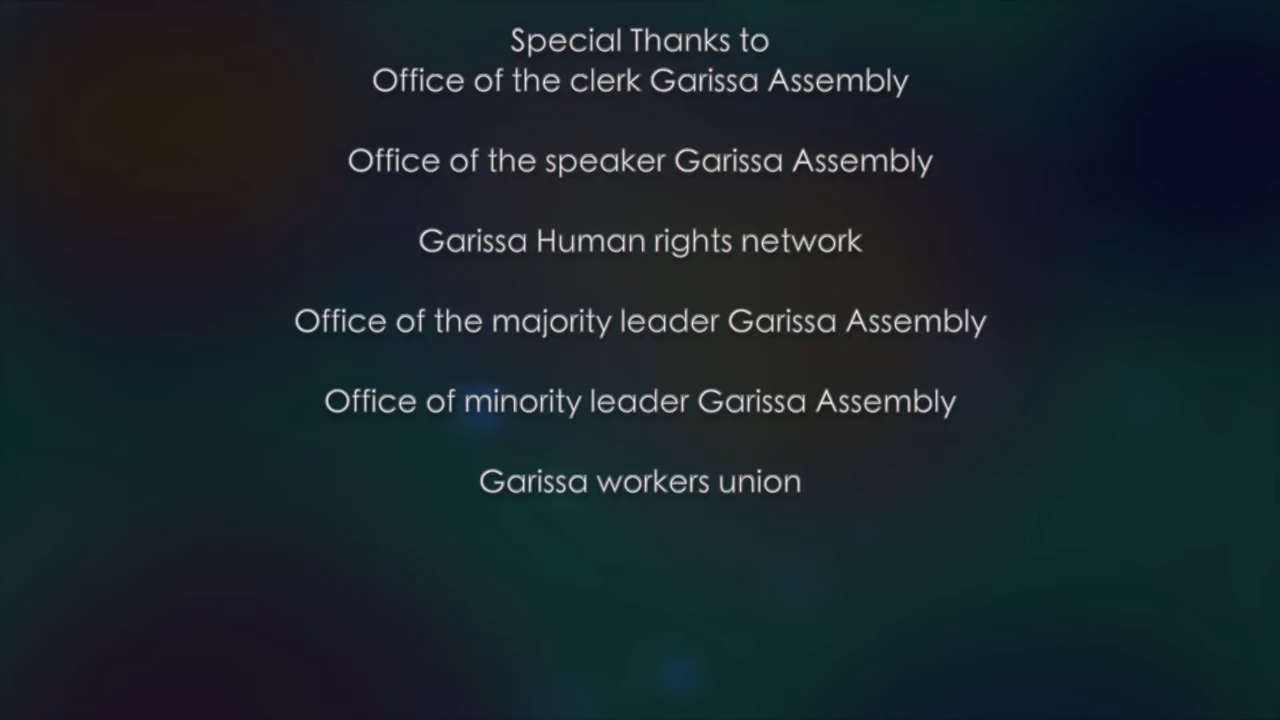 Special Thanks to
Office of the clerk Garissa Assembly
Office of the speaker Garissa Assembly
Garissa Human rights network
Office of the majority leader Garissa Assembly
Office of minority leader Garissa Assembly
Garissa workers union